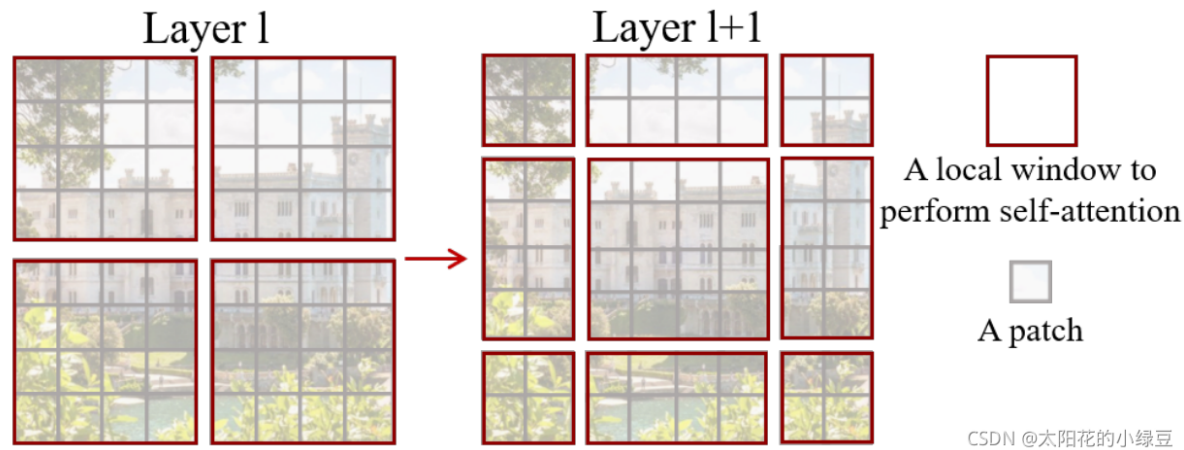 Layer l
Layer l+1
A local window to
perform self-attention
A patch
CSDN @太阳花的小绿豆